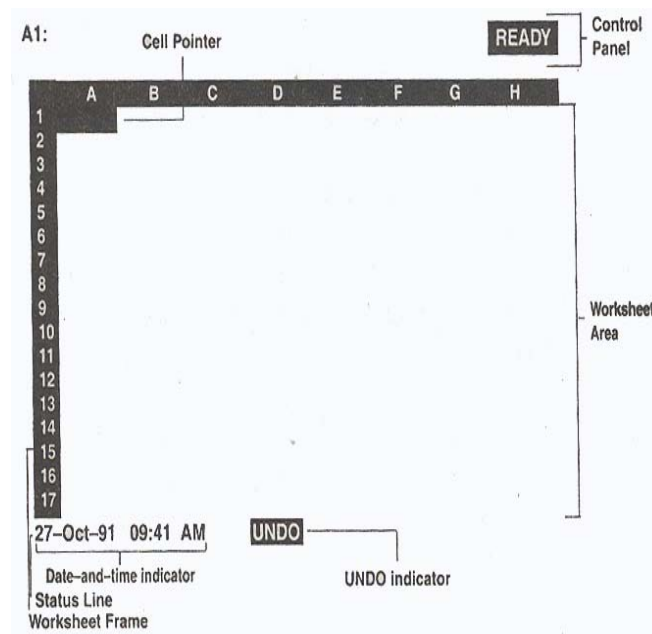 A1:
Cell Pointer
READY
Control
Panel
A B C D E F G H
1
2
3
4
5
6
7
8
9
10
11
12
13
14
15
16
17
Worksheet
Area
27–Oct–91 09:41 AM
UNDO
Date–and–time indicator
UNDO indicator
Status Line
Worksheet Frame